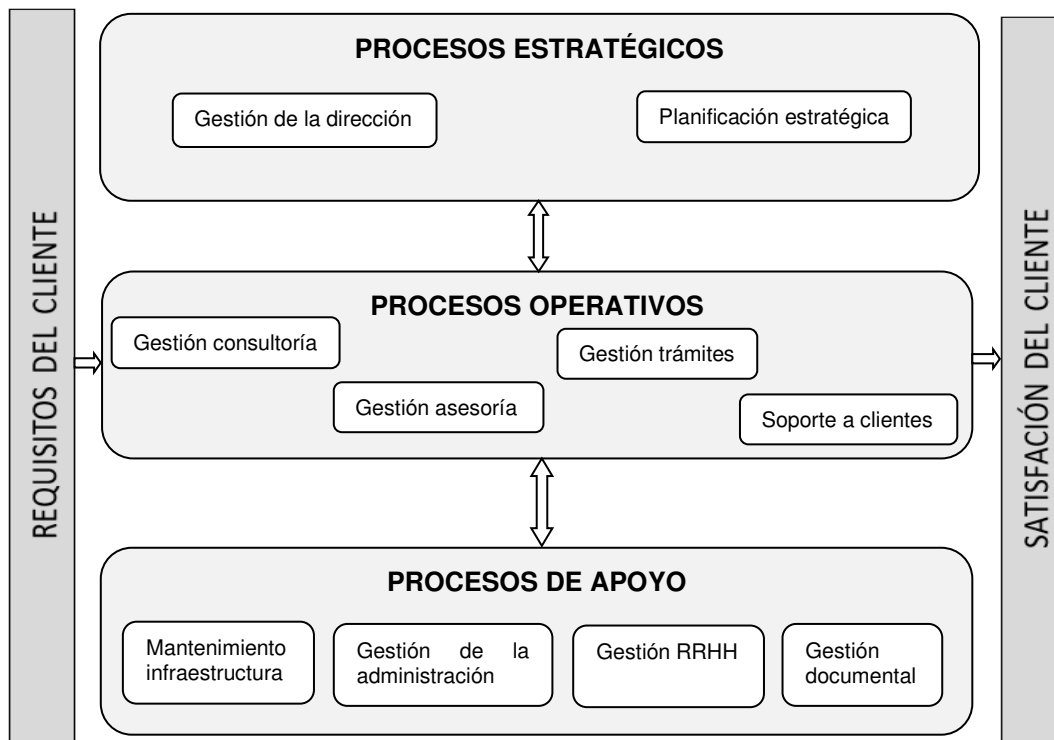 REQUISITOS DEL CLIENTE
PROCESOS ESTRATÉGICOS
Gestión de la dirección
Planificación estratégica
PROCESOS OPERATIVOS
Gestión consultoría
Gestión trámites
Gestión asesoría
Soporte a clientes
PROCESOS DE APOYO
Mantenimiento
infraestructura
Gestión de la
administración
Gestión RRHH
Gestión
documental
SATISFACIÓN DEL CLIENTE